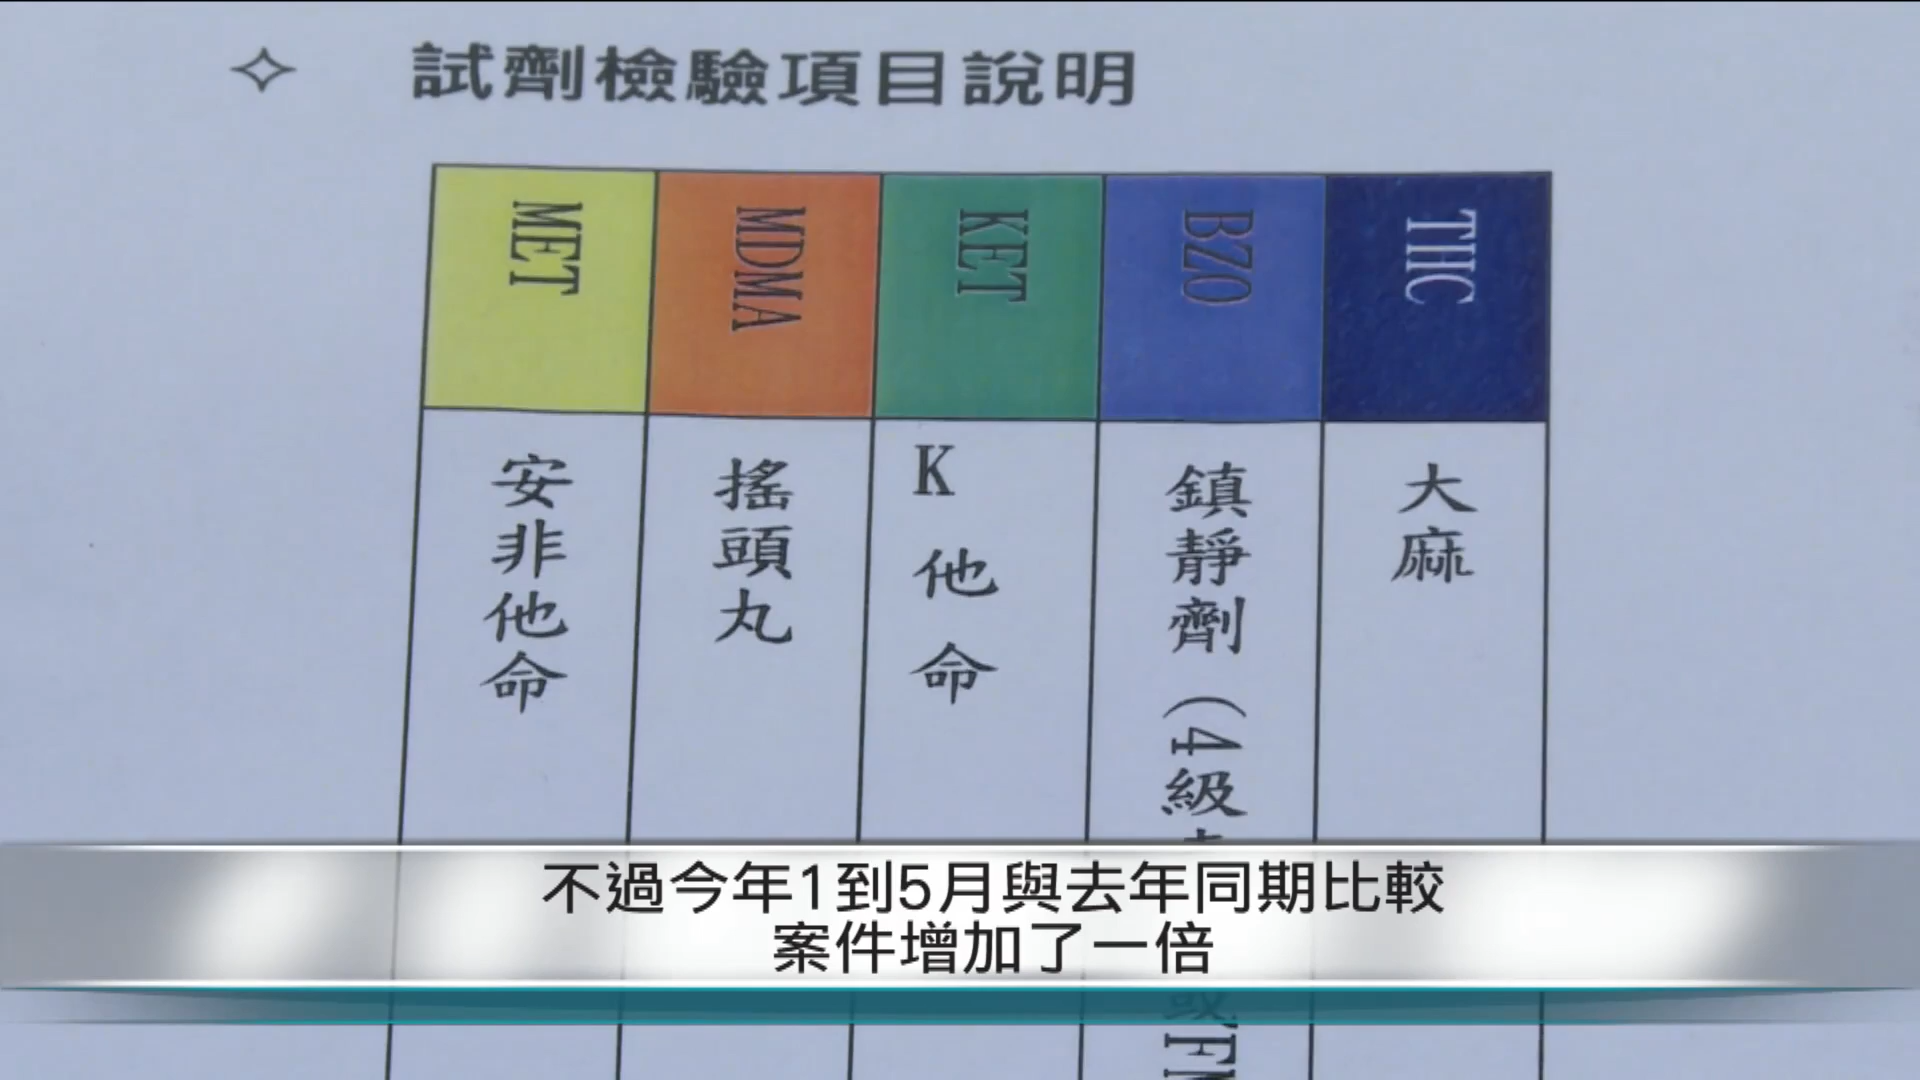 試劑檢驗項目說明
MET
MDMA
KET
BZO
THC
安非他命
搖頭丸
K他命
鎮靜劑（4級
大麻
不過今年1到5月與去年同期比較
案件增加了一倍